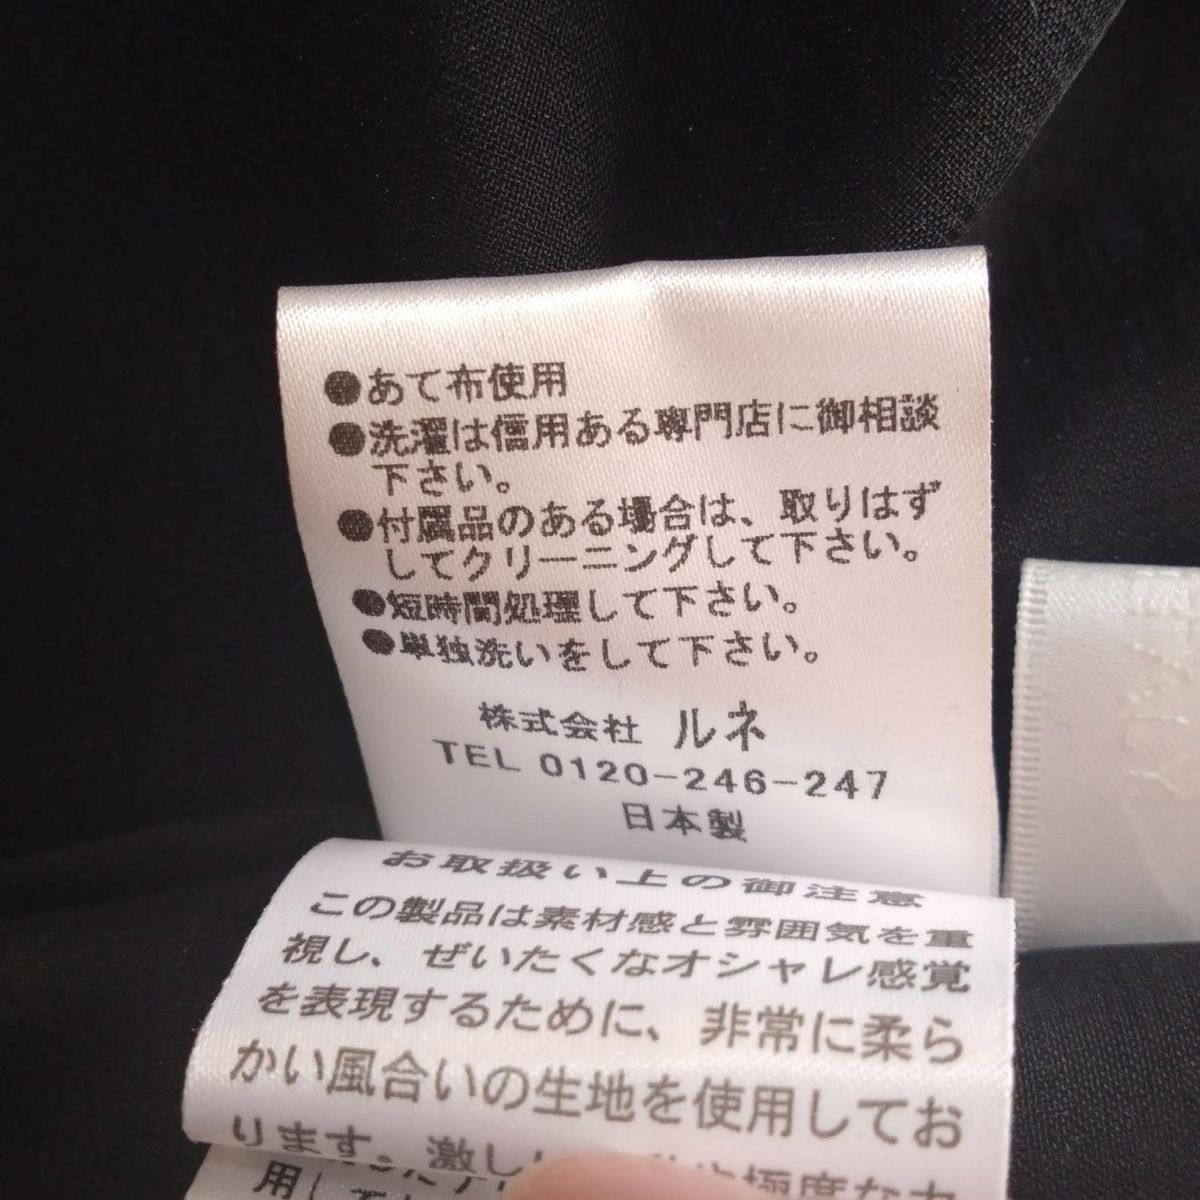 ●あて布使用
●洗濯は信用ある専門店に御相談
下さい。
●付属品のある場合は、取りはず
してクリーニングして下さい。
●短時間処理して下さい。
●単独洗いをして下さい。
株式会社 ルネ
TEL 0120-246-247
日本製
お取扱い上の御注意
この製品は素材感と雰囲気を重
視し、ぜいたくなオシャレ感覚
を表現するために、非常に柔ら
かい風合いの生地を使用してお
ります。激し
用